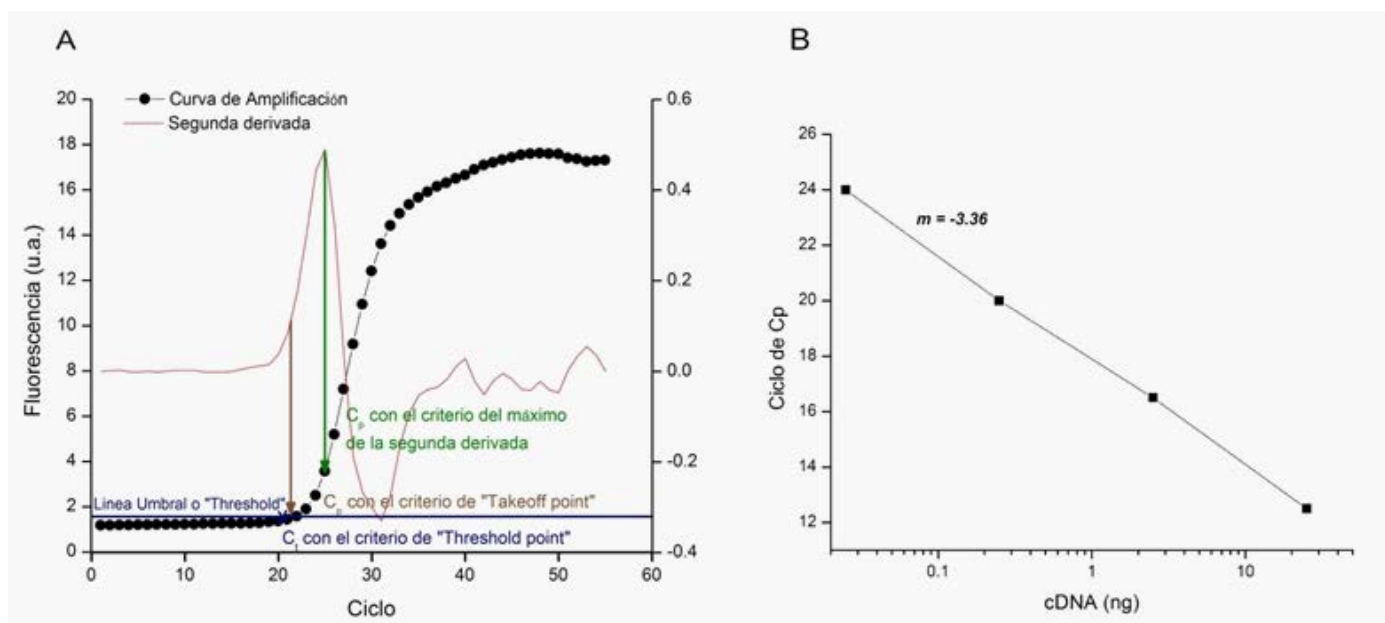 A
Curva de Amplificación
Segunda derivada
Fluorescencia (u.a.)
20
18
16
14
12
10
8
6
4
2
0
0.6
0.4
0.2
0.0
-0.2
-0.4
Cp con el criterio del máximo
de la segunda derivada
Linea Umbral o "Threshold"
Cp con el criterio de "Takeoff point"
Ct con el criterio de "Threshold point"
0 10 20 30 40 50 60
Ciclo
B
Ciclo de Cp
26
24
22
20
18
16
14
12
m = -3.36
0.1 1 10
cDNA (ng)